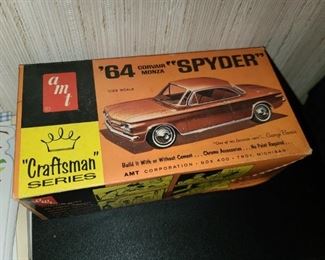 amt
'64 CORVAIR MONZA "SPYDER"
1/25 SCALE
"Craftsman"
SERIES
"One of my favorite cars" George Barris
Build It With or Without Cement ... Chrome Accessories ... No Paint Required ...
AMT CORPORATION · BOX 400 · TROY, MICHIGAN